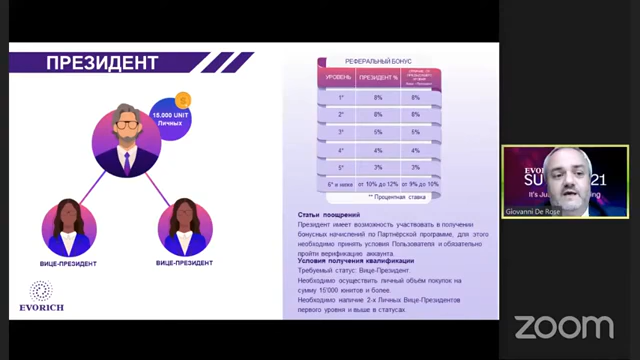 ПРЕЗИДЕНТ
15.000 UNIT
Личных
ВИЦЕ-ПРЕЗИДЕНТ
ВИЦЕ-ПРЕЗИДЕНТ
EVORICH
РЕФЕРАЛЬНЫЙ БОНУС
УРОВЕНЬ ПРЕЗИДЕНТ %
1* 8% 8%
2* 6% 6%
3* 5% 5%
4* 4% 4%
5* 3% 3%
6* и ниже от 10% до 12% от 9% до 10%
** Процентная ставка
Статьи поощрений
Президент имеет возможность участвовать в получении
бонусных начислений по Партнёрской программе, для этого
необходимо принять условия Пользователя и обязательно
пройти верификацию аккаунта.
Условия получения квалификации
Требуемый статус: Вице-Президент.
Необходимо осуществить личный объём покупок на
сумму 15'000 юнитов и более.
Необходимо наличие 2-х Личных Вице-Президентов
первого уровня и выше в статусах.
Giovanni De Rose
zoom